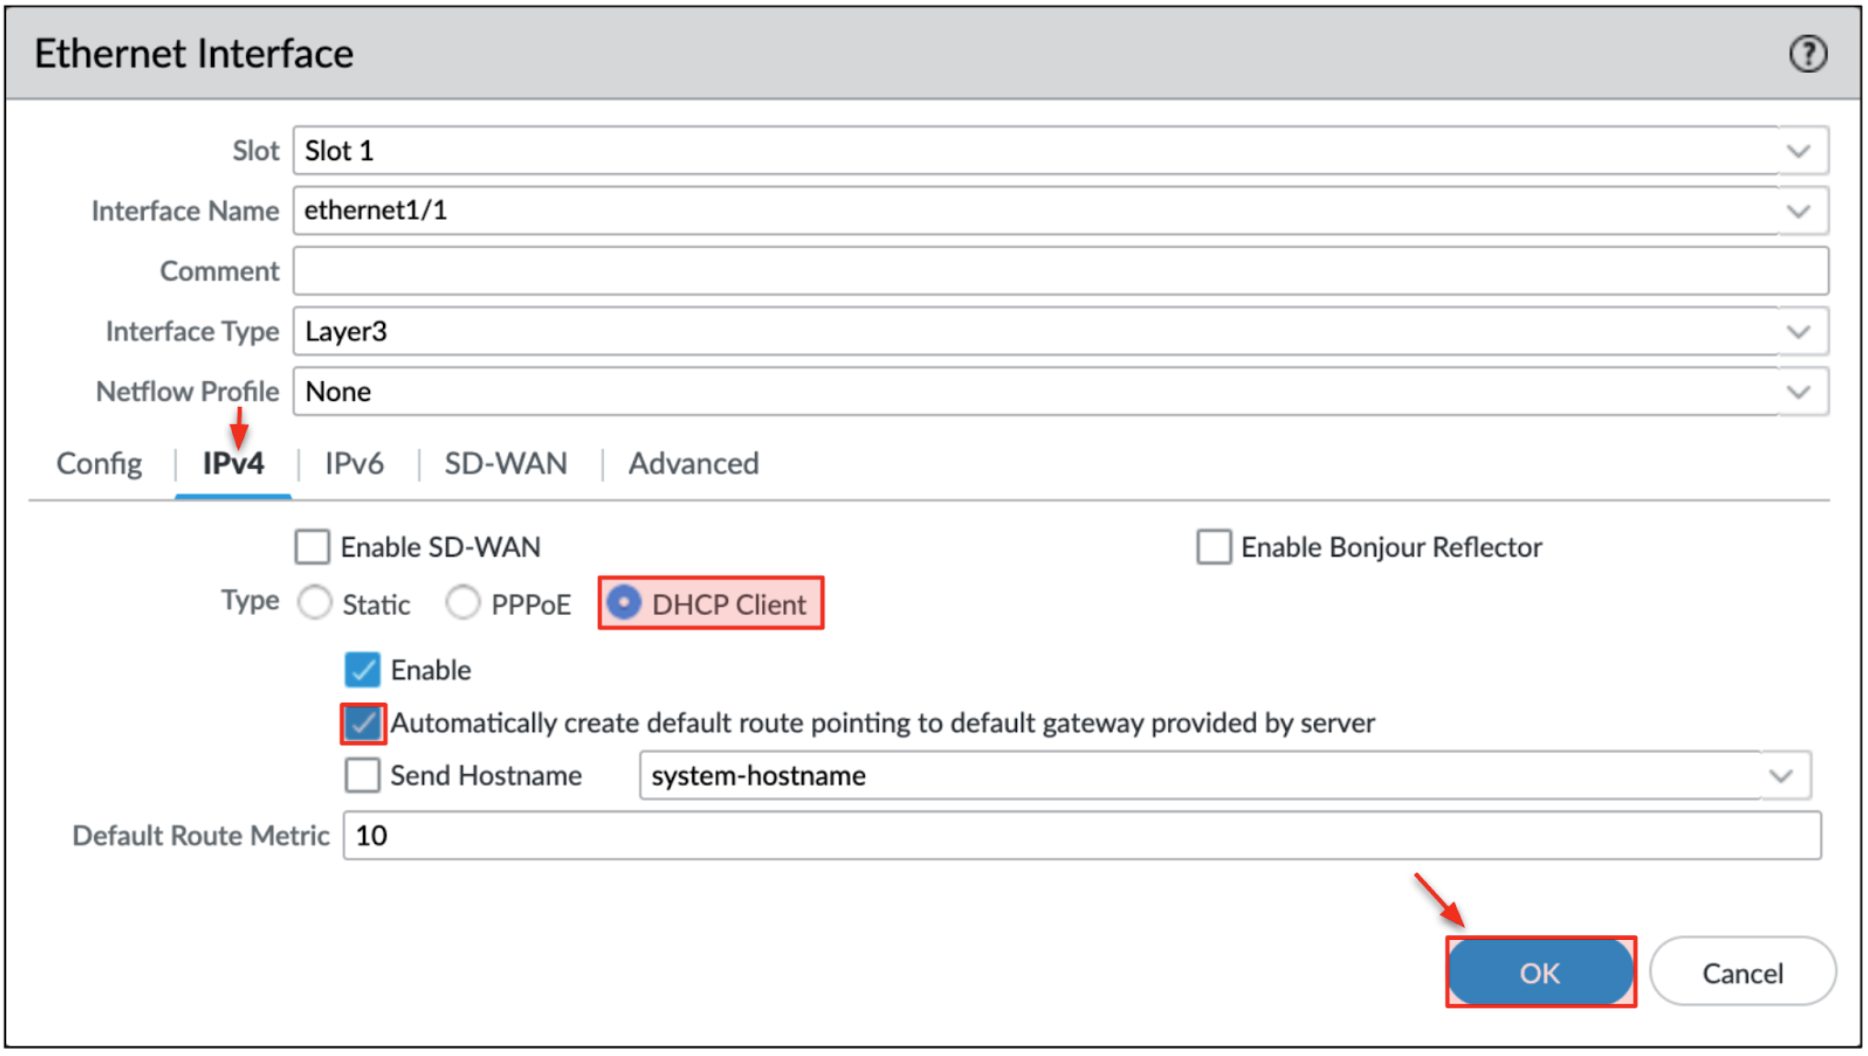 Ethernet Interface ?
Slot Slot 1
Interface Name ethernet1/1
Comment
Interface Type Layer3
Netflow Profile None
Config IPv4 IPv6 SD-WAN Advanced
Enable SD-WAN Enable Bonjour Reflector
Type Static PPPoE DHCP Client
Enable
Automatically create default route pointing to default gateway provided by server
Send Hostname system-hostname
Default Route Metric 10
OK Cancel